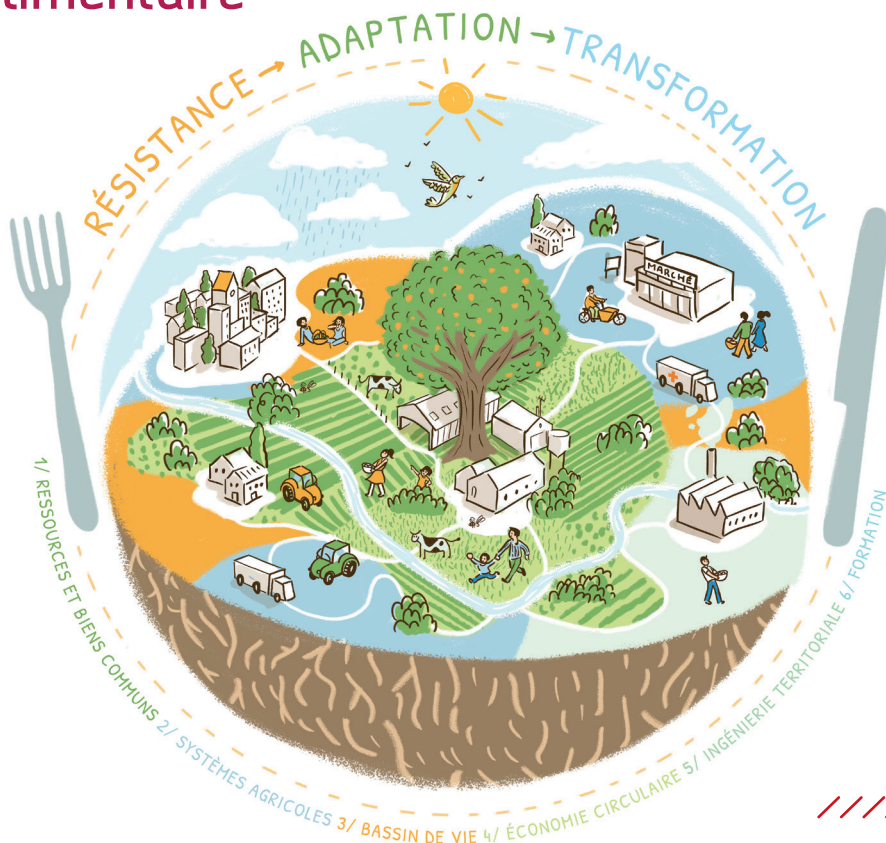 limentaire
RÉSISTANCE → ADAPTATION → TRANSFORMATION
MARCHÉ
1/ RESSOURCES ET BIENS COMMUNS 2/ SYSTÈMES AGRICOLES 3/ BASSIN DE VIE 4/ ÉCONOMIE CIRCULAIRE 5/ INGÉNIERIE TERRITORIALE 6/ FORMATION